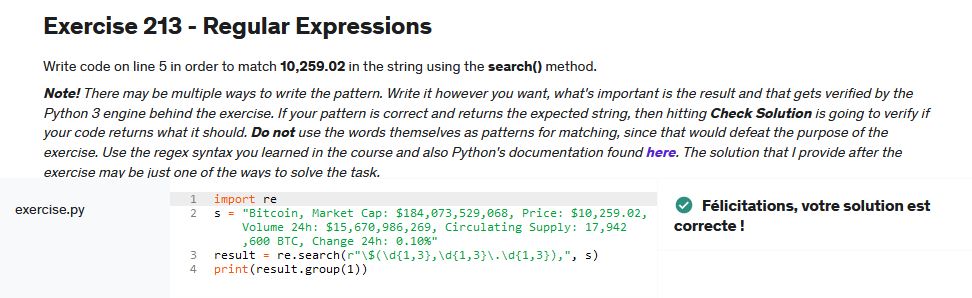 Exercise 213 - Regular Expressions
Write code on line 5 in order to match 10,259.02 in the string using the search() method.
Note! There may be multiple ways to write the pattern. Write it however you want, what's important is the result and that gets verified by the
Python 3 engine behind the exercise. If your pattern is correct and returns the expected string, then hitting Check Solution is going to verify if
your code returns what it should. Do not use the words themselves as patterns for matching, since that would defeat the purpose of the
exercise. Use the regex syntax you learned in the course and also Python's documentation found here. The solution that I provide after the
exercise may be just one of the ways to solve the task.
exercise.py
1 import re
2 s = "Bitcoin, Market Cap: $184,073,529,068, Price: $10,259.02,
Volume 24h: $15,670,986,269, Circulating Supply: 17,942
,600 BTC, Change 24h: 0.10%"
3 result = re.search(r"\$(\d{1,3},\d{1,3}\.\d{1,3}),", s)
4 print(result.group(1))
Félicitations, votre solution est
correcte !